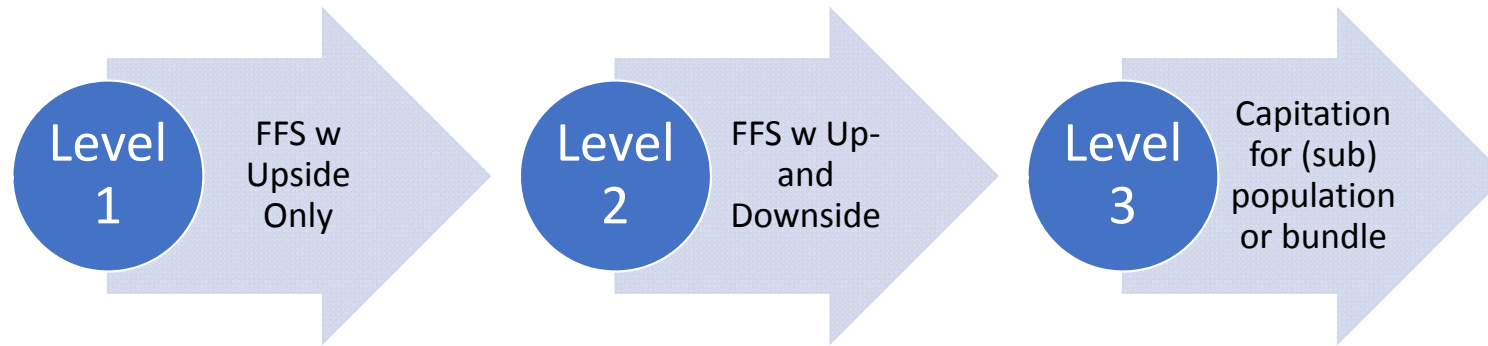 Level
1
FFS w
Upside
Only
Level
2
FFS w Up-
and
Downside
Level
3
Capitation
for (sub)
population
or bundle